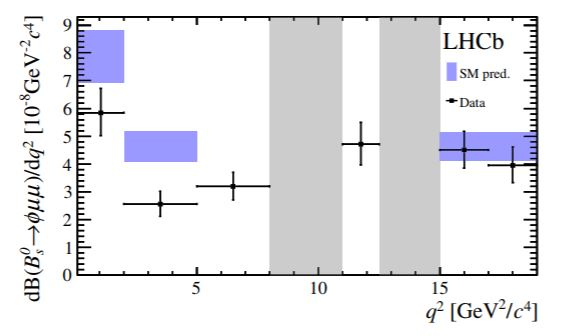 dB(B⁰ₛ→ϕμμ)/dq² [10⁻⁸GeV⁻²c⁴]
9
8
7
6
5
4
3
2
1
0
LHCb
SM pred.
Data
5 10 15
q² [GeV²/c⁴]